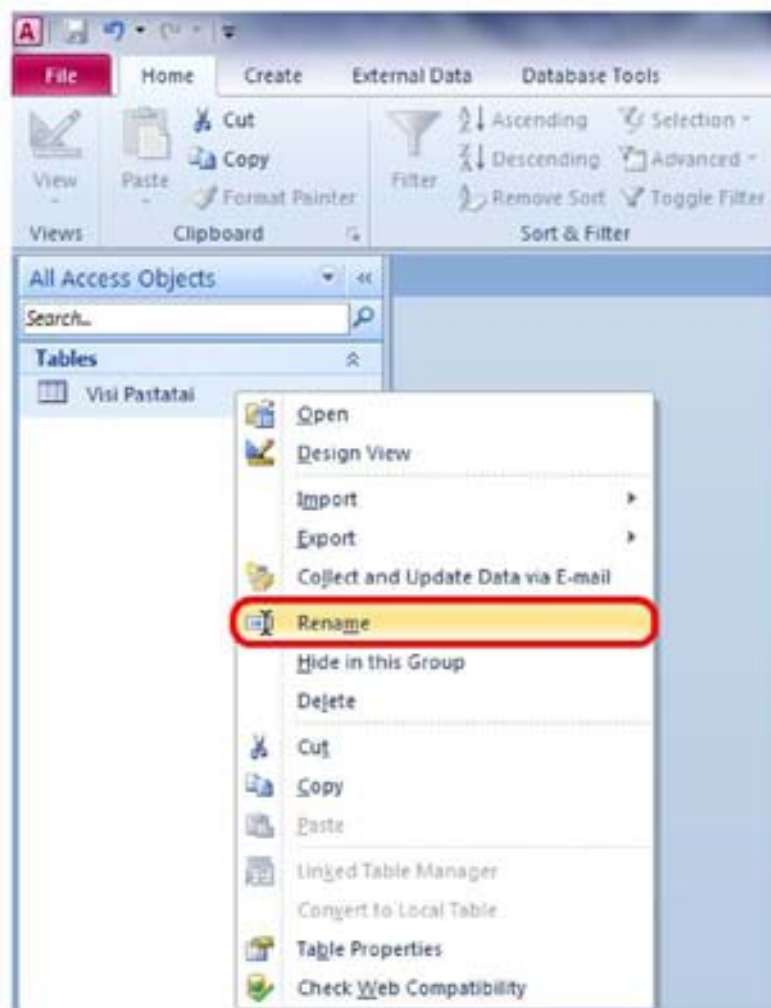 A
File Home Create External Data Database Tools
View
Paste
Cut
Copy
Format Painter
Filter
Ascending
Descending
Remove Sort
Selection
Advanced
Toggle Filter
Views Clipboard Sort & Filter
All Access Objects
Search...
Tables
Visi Pastatai
Open
Design View
Import
Export
Collect and Update Data via E-mail
Rename
Hide in this Group
Delete
Cut
Copy
Paste
Linked Table Manager
Convert to Local Table
Table Properties
Check Web Compatibility